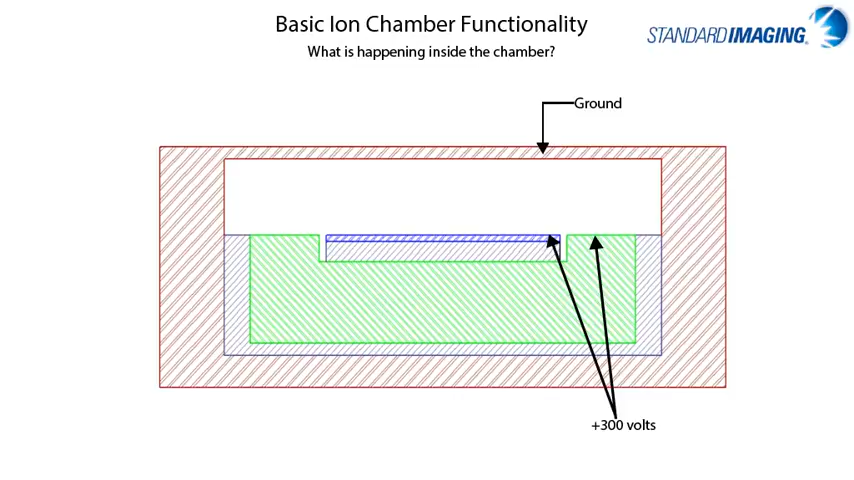 Basic Ion Chamber Functionality
What is happening inside the chamber?
STANDARD IMAGING
Ground
+300 volts